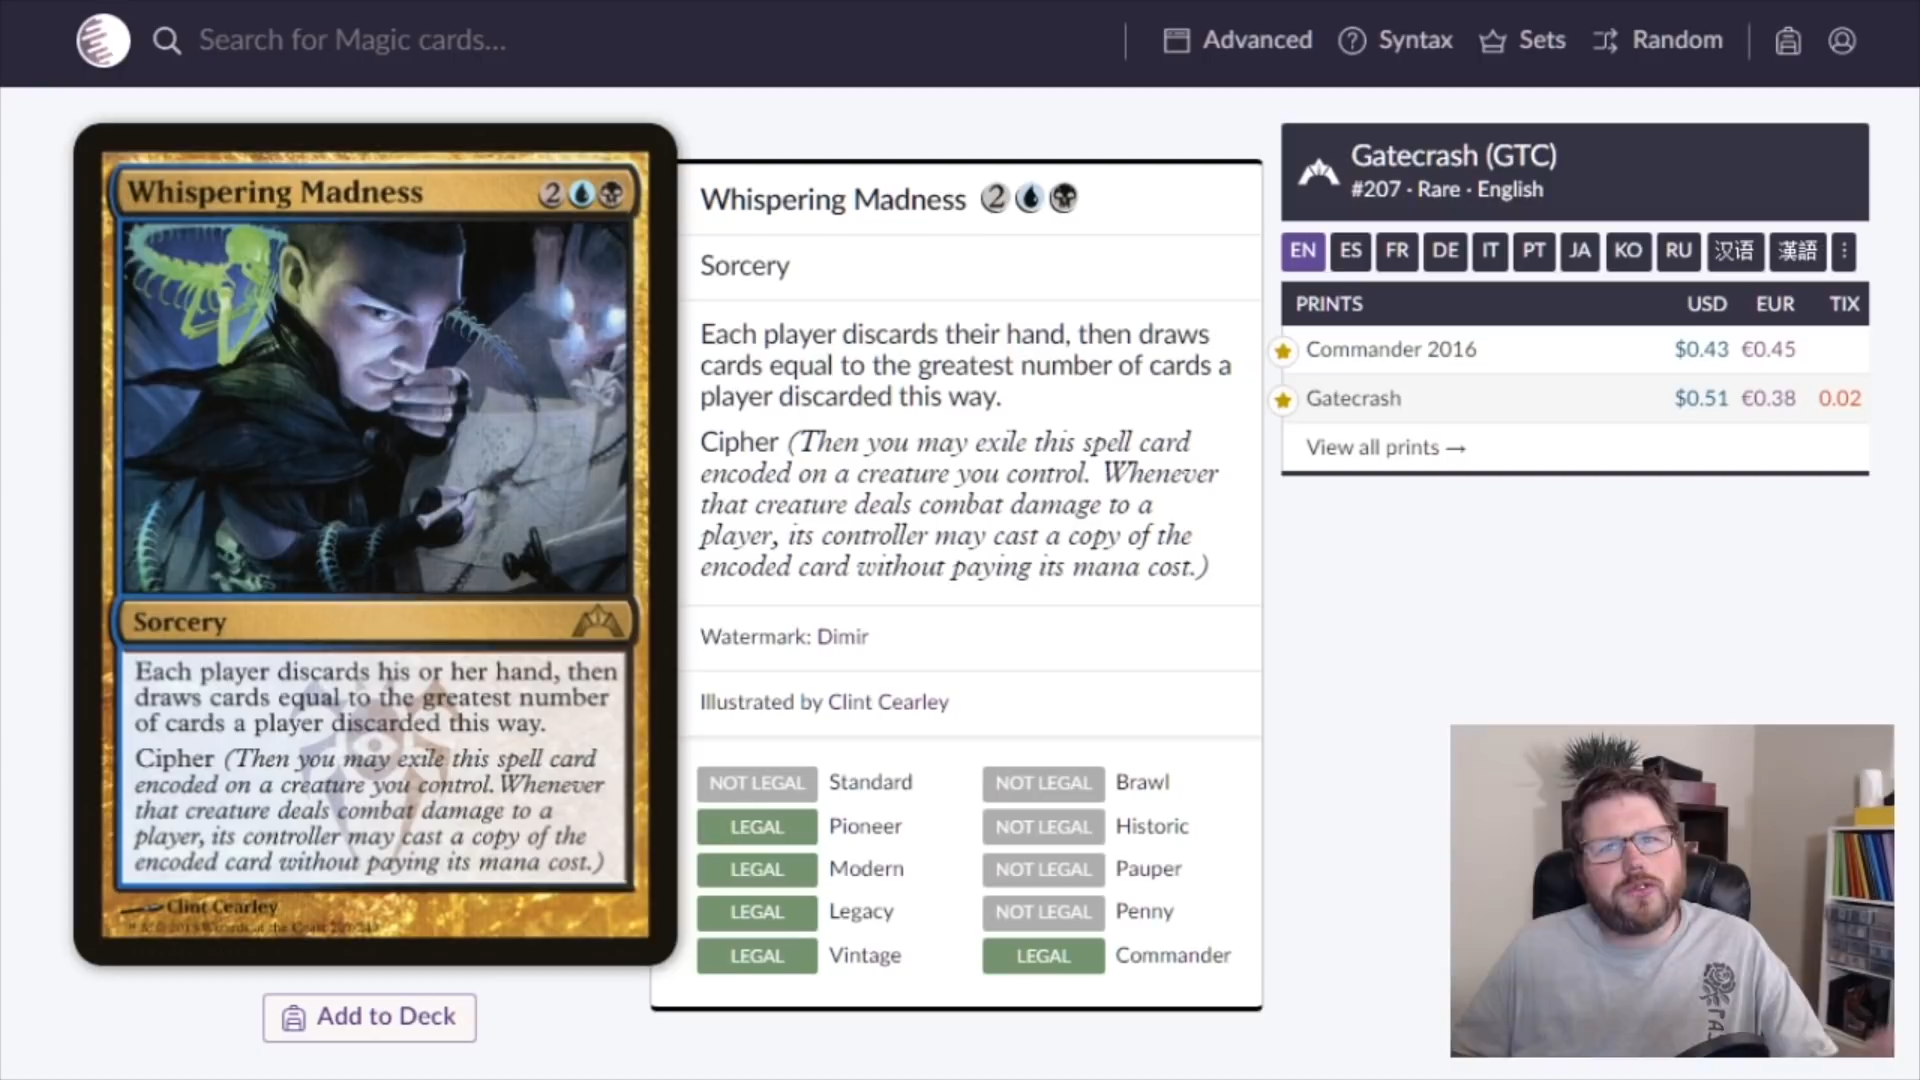 Search for Magic cards...
Advanced
Syntax
Sets
Random
Whispering Madness 2
Sorcery
Each player discards his or her hand, then
draws cards equal to the greatest number
of cards a player discarded this way.
Cipher (Then you may exile this spell card
encoded on a creature you control. Whenever
that creature deals combat damage to a
player, its controller may cast a copy of the
encoded card without paying its mana cost.)
Clint Cearley
Add to Deck
Whispering Madness 2
Sorcery
Each player discards their hand, then draws
cards equal to the greatest number of cards a
player discarded this way.
Cipher (Then you may exile this spell card
encoded on a creature you control. Whenever
that creature deals combat damage to a
player, its controller may cast a copy of the
encoded card without paying its mana cost.)
Watermark: Dimir
Illustrated by Clint Cearley
NOT LEGAL Standard NOT LEGAL Brawl
LEGAL Pioneer NOT LEGAL Historic
LEGAL Modern NOT LEGAL Pauper
LEGAL Legacy NOT LEGAL Penny
LEGAL Vintage LEGAL Commander
Gatecrash (GTC)
#207 · Rare · English
EN ES FR DE IT PT JA KO RU 汉语 漢語
PRINTS USD EUR TIX
Commander 2016 $0.43 €0.45
Gatecrash $0.51 €0.38 0.02
View all prints →